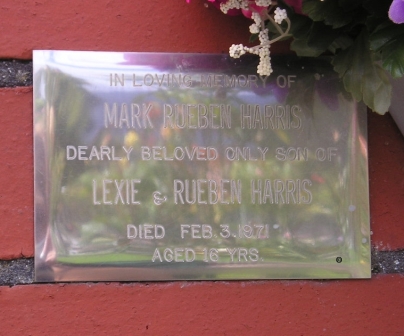 IN LOVING MEMORY OF
MARK RUEBEN HARRIS
DEARLY BELOVED ONLY SON OF
LEXIE & RUEBEN HARRIS
DIED FEB. 3. 1971
AGED 16 YRS.